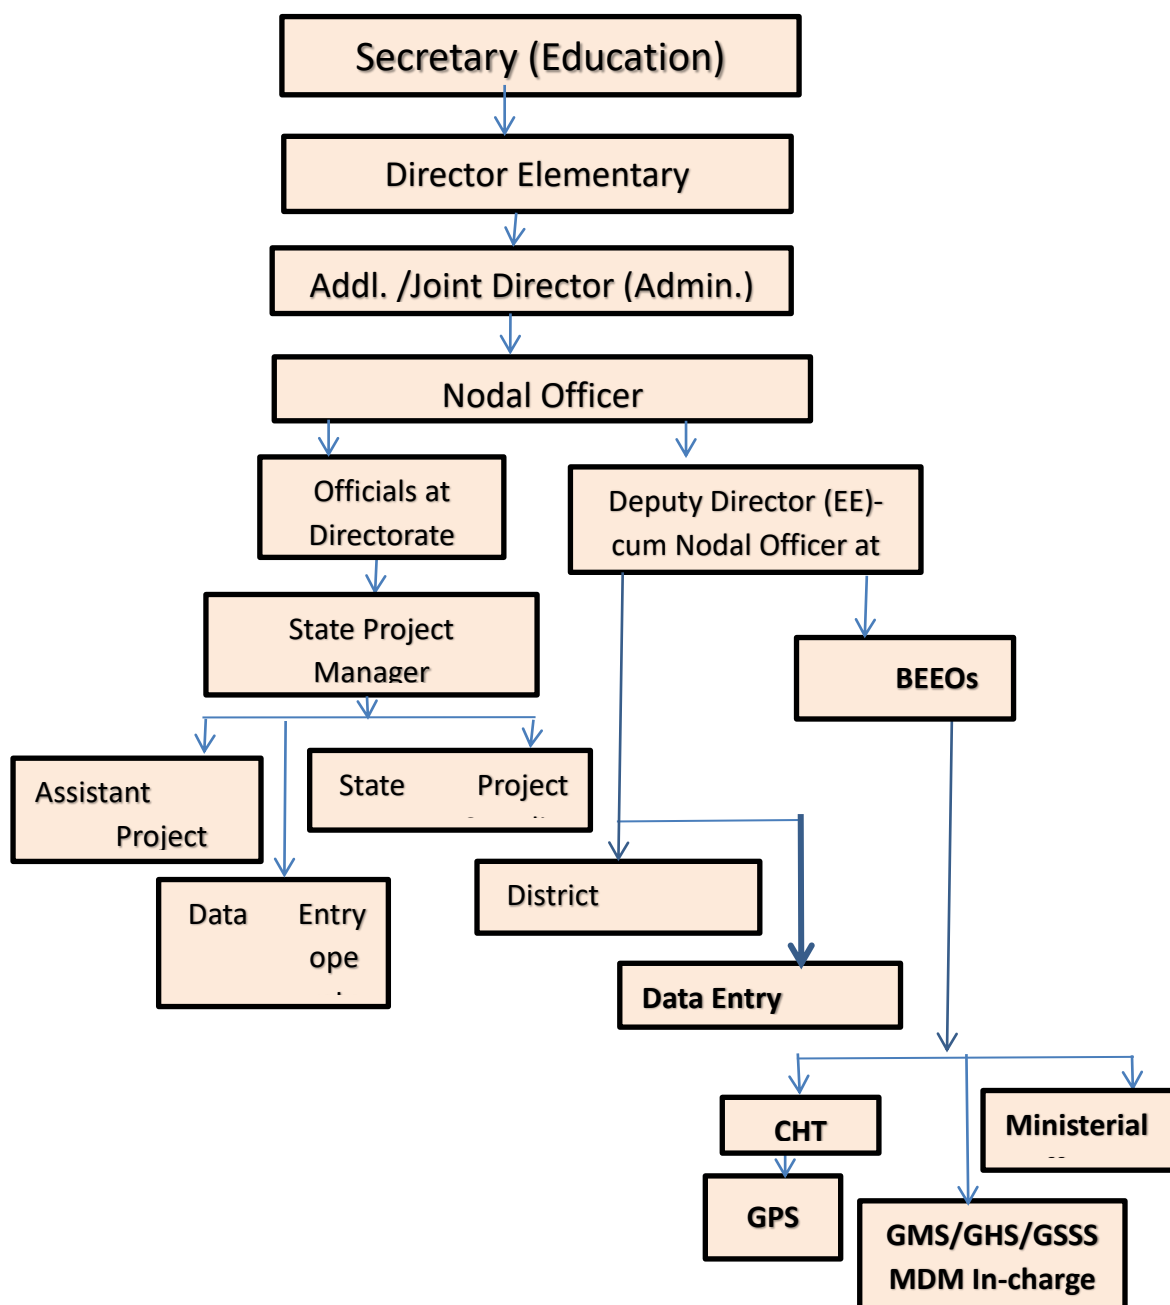 Secretary (Education)
Director Elementary
Addl. /Joint Director (Admin.)
Nodal Officer
Officials at
Directorate
Deputy Director (EE)-
cum Nodal Officer at
State Project
Manager
BEEOs
Assistant
Project
State Project
Data Entry
ope
District
Data Entry
CHT
Ministerial
GPS
GMS/GHS/GSSS
MDM In-charge